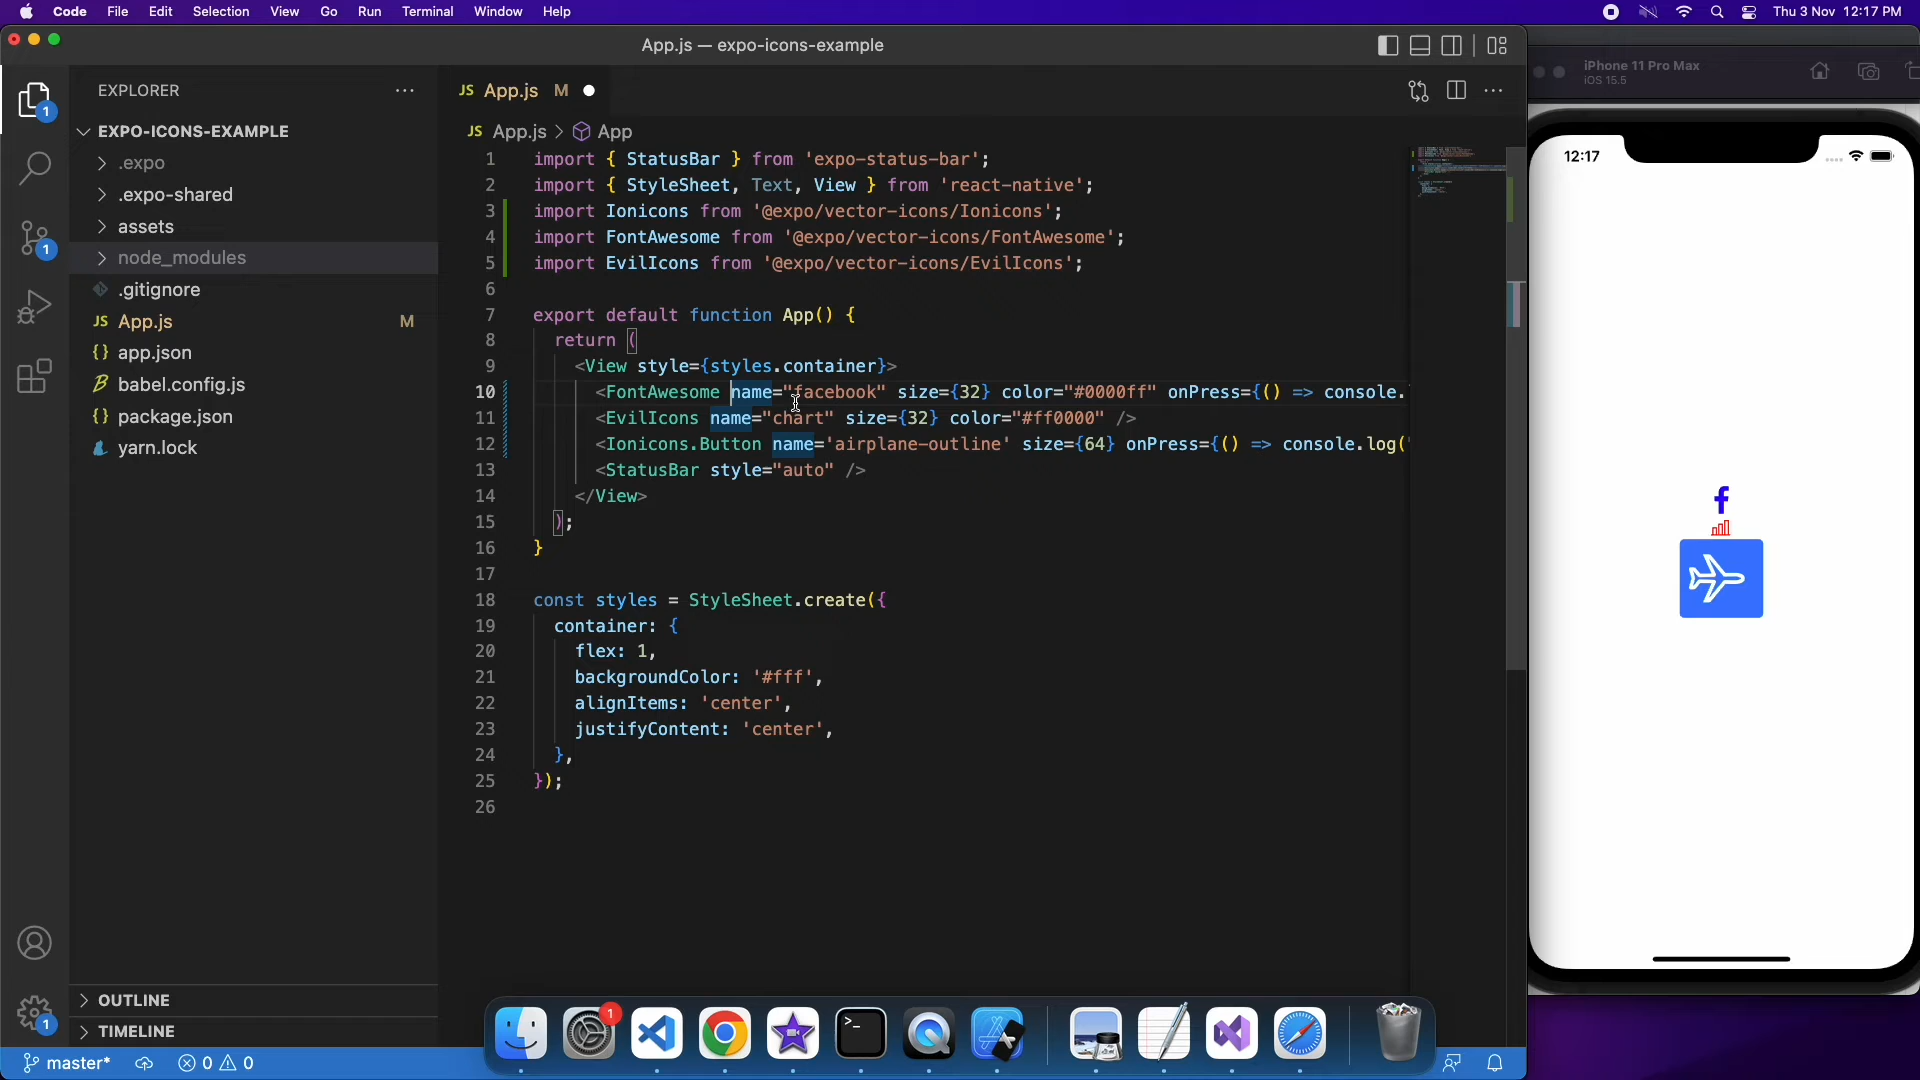 Code File Edit Selection View Go Run Terminal Window Help Thu 3 Nov 12:17 PM
App.js — expo-icons-example
iPhone 11 Pro Max
iOS 15.5
EXPLORER
JS App.js M
1
EXPO-ICONS-EXAMPLE
JS App.js > App
.expo
.expo-shared
assets
1
node_modules
.gitignore
JS App.js M
{} app.json
babel.config.js
package.json
yarn.lock
1 import { StatusBar } from 'expo-status-bar';
2 import { StyleSheet, Text, View } from 'react-native';
3 import Ionicons from '@expo/vector-icons/Ionicons';
4 import FontAwesome from '@expo/vector-icons/FontAwesome';
5 import EvilIcons from '@expo/vector-icons/EvilIcons';
6
7 export default function App() {
8 return (
9 <View style={styles.container}>
10 <FontAwesome name="facebook" size={32} color="#0000ff" onPress={() => console.
11 <EvilIcons name="chart" size={32} color="#ff0000" />
12 <Ionicons.Button name='airplane-outline' size={64} onPress={() => console.log(
13 <StatusBar style="auto" />
14 </View>
15 );
16 }
17
18 const styles = StyleSheet.create({
19 container: {
20 flex: 1,
21 backgroundColor: '#fff',
22 alignItems: 'center',
23 justifyContent: 'center',
24 },
25 });
26
12:17
OUTLINE
TIMELINE
1
1
master* 0 0